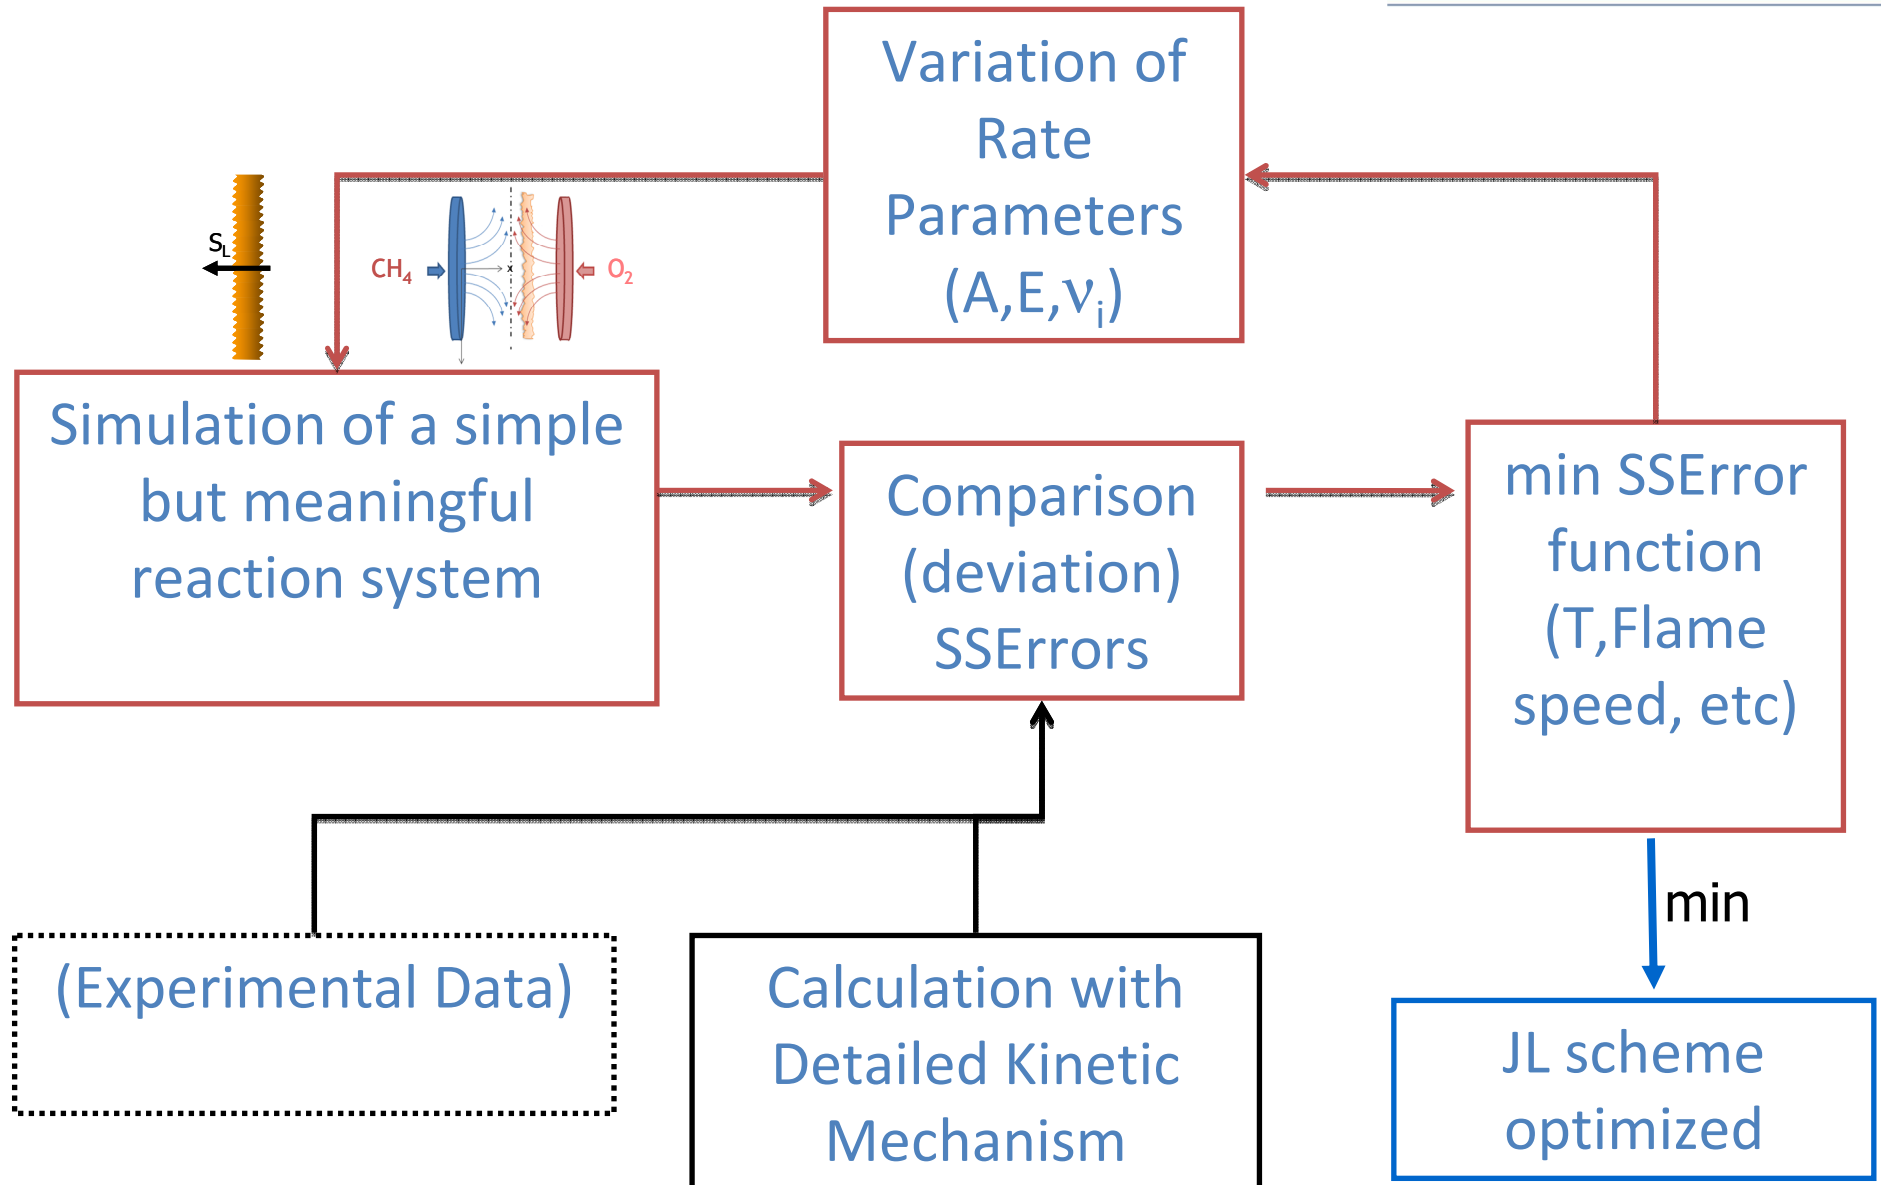 Variation of
Rate
Parameters
(A,E,νi)
SL
CH4
x
O2
Simulation of a simple
but meaningful
reaction system
Comparison
(deviation)
SSErrors
min SSError
function
(T,Flame
speed, etc)
min
(Experimental Data)
Calculation with
Detailed Kinetic
Mechanism
JL scheme
optimized